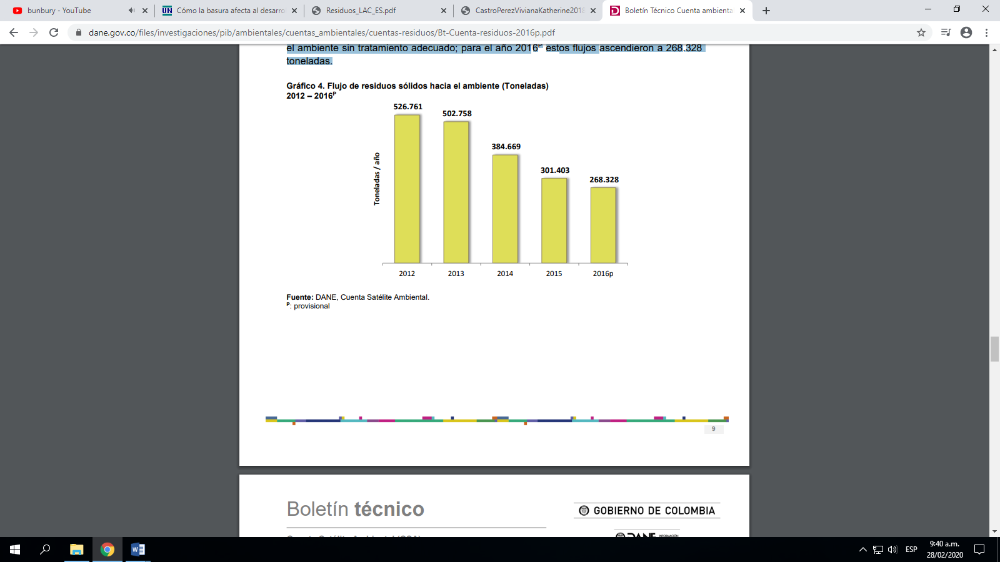 bunbury - YouTube
Cómo la basura afecta al desarro
Residuos_LAC_ES.pdf
CastroPerezVivianaKatherine2018
Boletín Técnico Cuenta ambienta
dane.gov.co/files/investigaciones/pib/ambientales/cuentas_ambientales/cuentas-residuos/Bt-Cuenta-residuos-2016p.pdf
el ambiente sin tratamiento adecuado; para el año 2016ᵖ estos flujos ascendieron a 268.328
toneladas.
Gráfico 4. Flujo de residuos sólidos hacia el ambiente (Toneladas)
2012 – 2016ᴾ
526.761
502.758
384.669
301.403
268.328
Toneladas / año
2012
2013
2014
2015
2016p
Fuente: DANE, Cuenta Satélite Ambiental.
ᴾ: provisional
9
Boletín técnico
GOBIERNO DE COLOMBIA
DANE
INFORMACIÓN
ESP
9:40 a.m.
28/02/2020